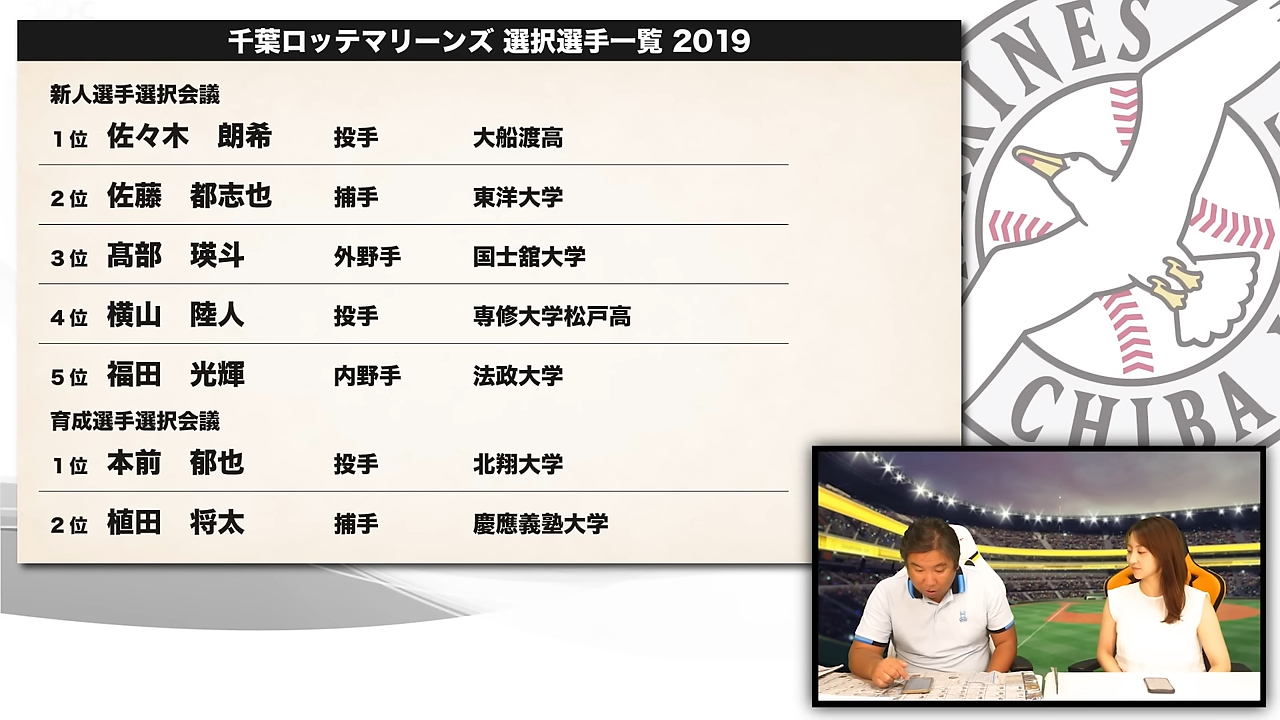 千葉ロッテマリーンズ 選択選手一覧 2019
新人選手選択会議
1位 佐々木 朗希 投手 大船渡高
2位 佐藤 都志也 捕手 東洋大学
3位 髙部 瑛斗 外野手 国士舘大学
4位 横山 陸人 投手 専修大学松戸高
5位 福田 光輝 内野手 法政大学
育成選手選択会議
1位 本前 郁也 投手 北翔大学
2位 植田 将太 捕手 慶應義塾大学
CHIBA